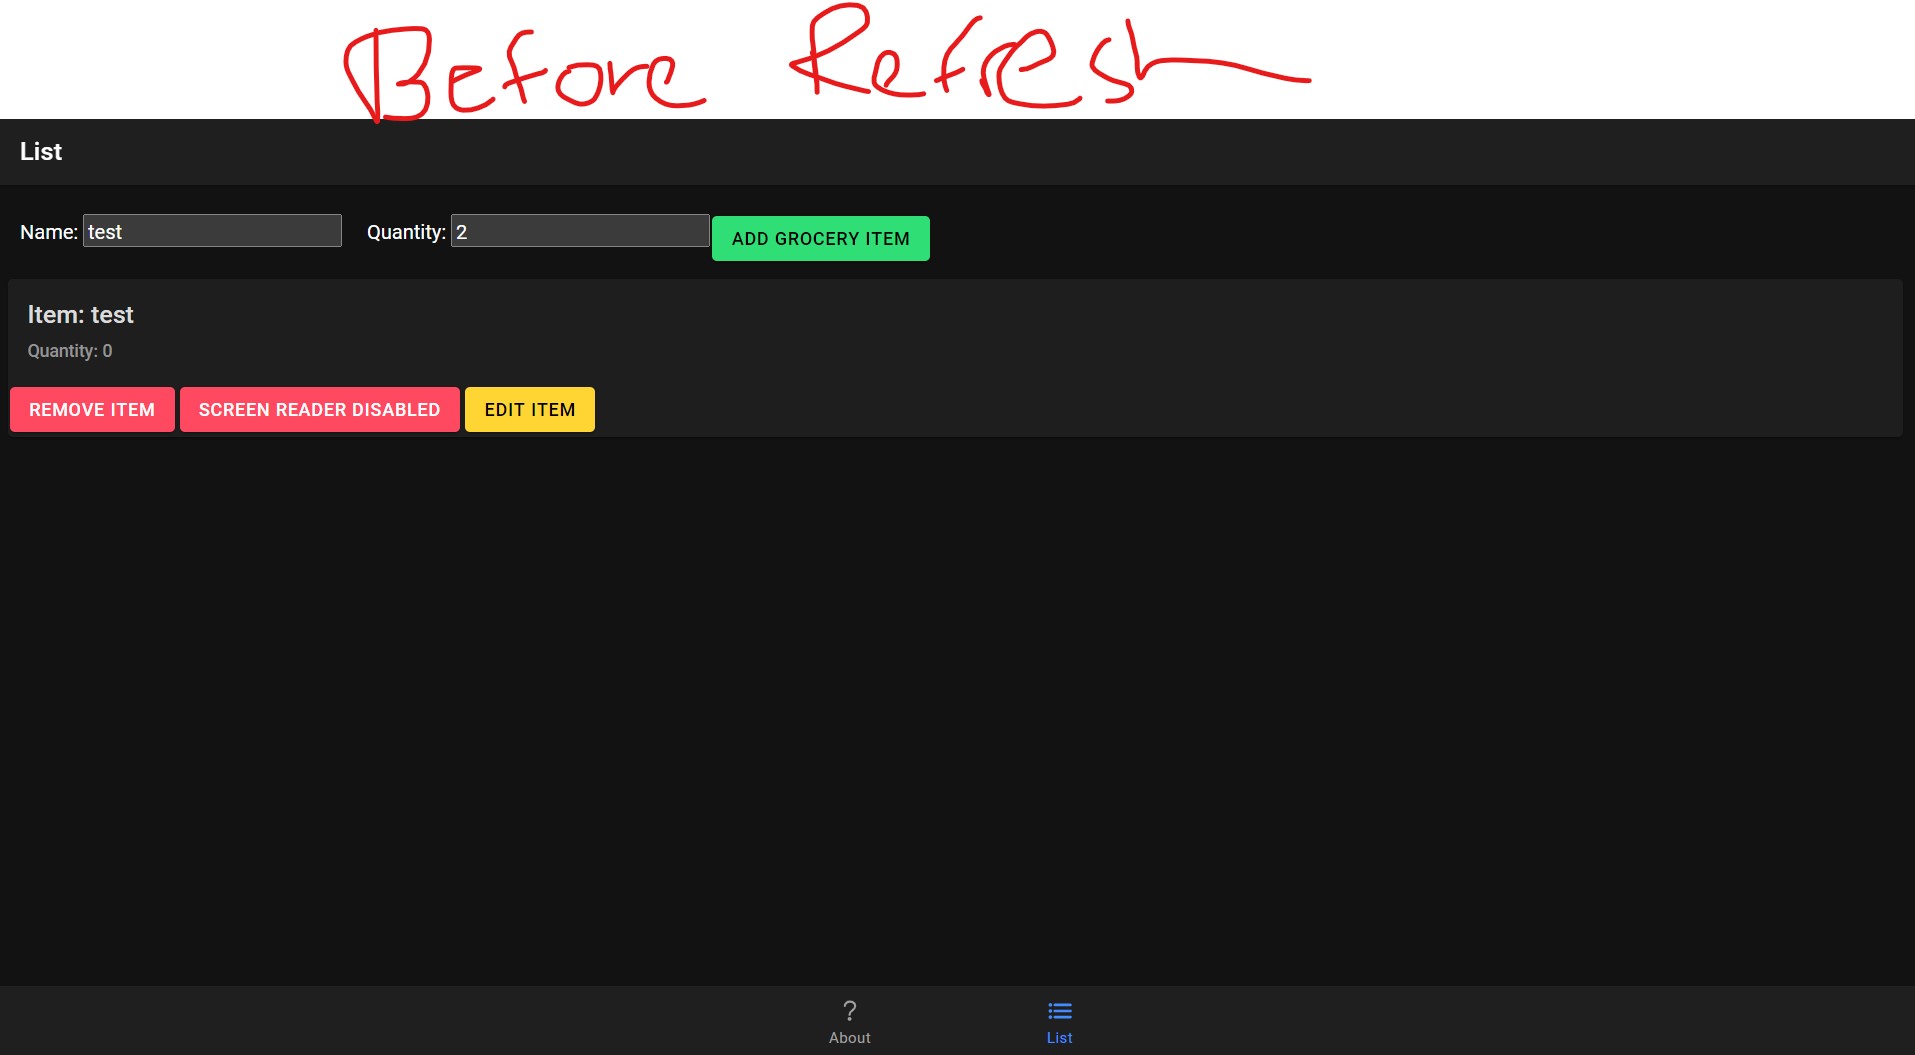 Before Refresh
List
Name: test Quantity: 2 ADD GROCERY ITEM
Item: test
Quantity: 0
REMOVE ITEM SCREEN READER DISABLED EDIT ITEM
? 
About List